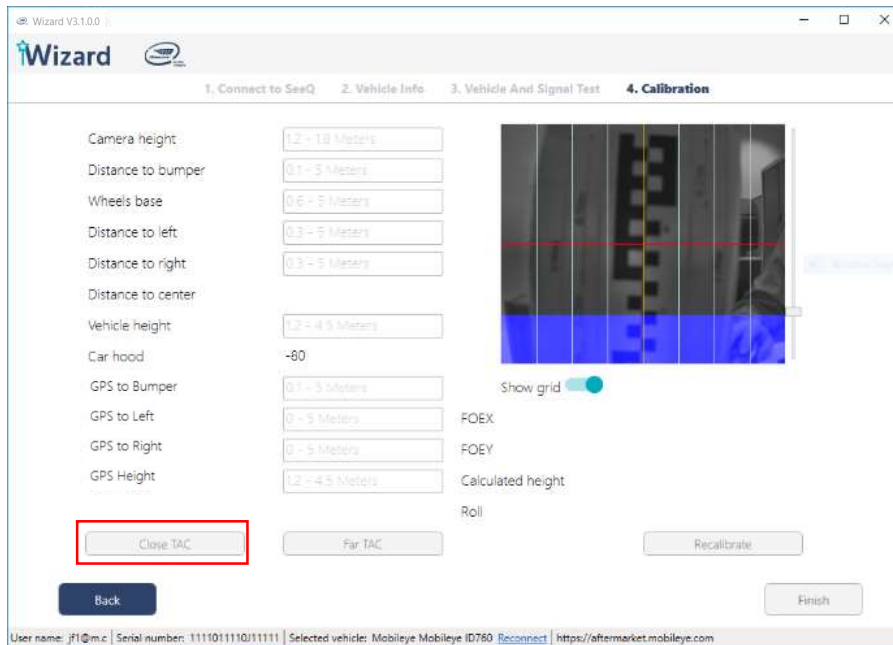 Wizard V3.1.0.0
iWizard
1. Connect to SeeQ 2. Vehicle Info 3. Vehicle And Signal Test 4. Calibration
Camera height 1.2 - 1.8 Meters
Distance to bumper 0.1 - 5 Meters
Wheels base 0.6 - 5 Meters
Distance to left 0.3 - 5 Meters
Distance to right 0.3 - 5 Meters
Distance to center
Vehicle height 1.2 - 4.5 Meters
Car hood -80
Show grid
GPS to Bumper 0.1 - 5 Meters
GPS to Left 0 - 5 Meters FOEX
GPS to Right 0 - 5 Meters FOEY
GPS Height 1.2 - 4.5 Meters Calculated height
Roll
Close TAC Far TAC Recalibrate
Back Finish
User name: jf1@m.c Serial number: 1111011110J11111 Selected vehicle: Mobileye Mobileye ID760 Reconnect https://aftermarket.mobileye.com